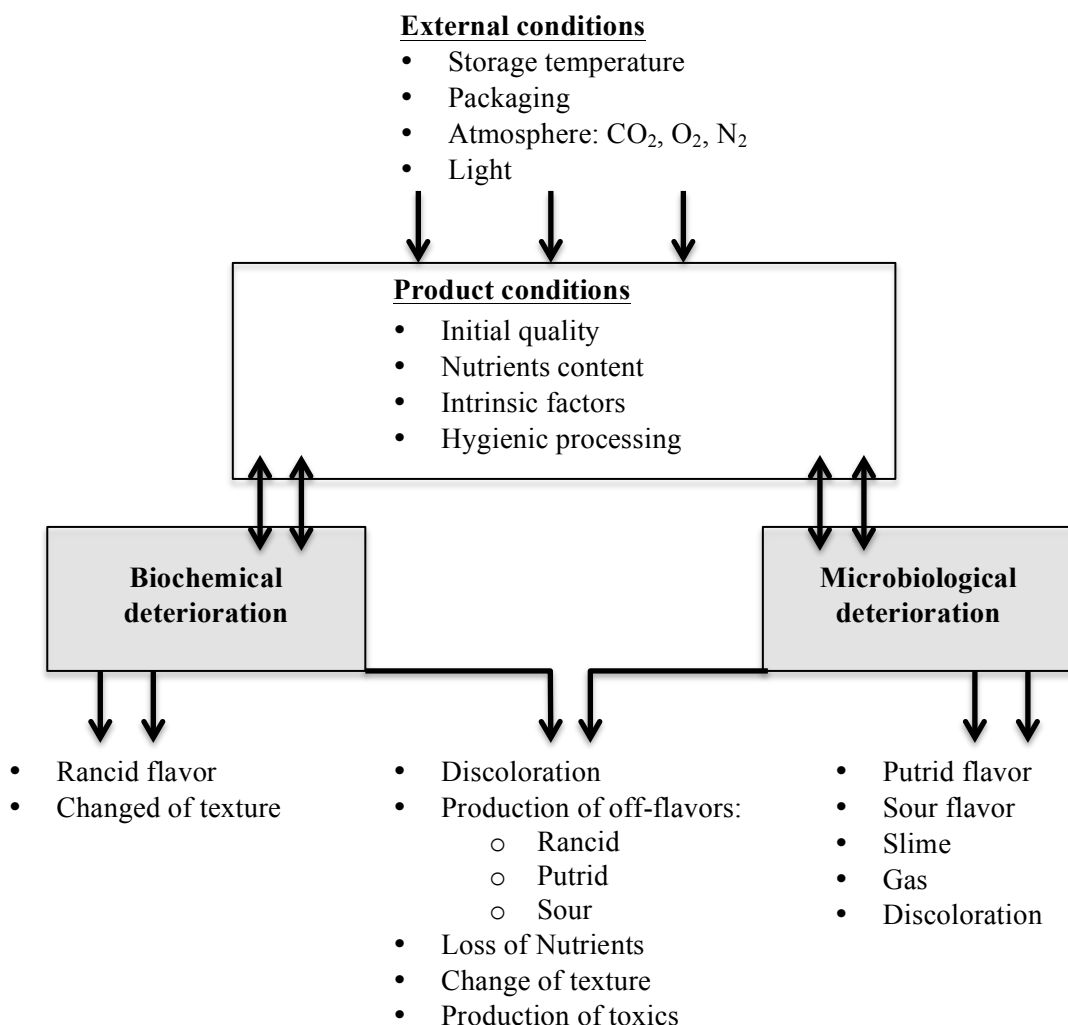 External conditions
• Storage temperature
• Packaging
• Atmosphere: CO₂, O₂, N₂
• Light
Product conditions
• Initial quality
• Nutrients content
• Intrinsic factors
• Hygienic processing
Biochemical
deterioration
Microbiological
deterioration
• Rancid flavor
• Changed of texture
• Discoloration
• Production of off-flavors:
o Rancid
o Putrid
o Sour
• Loss of Nutrients
• Change of texture
• Production of toxics
• Putrid flavor
• Sour flavor
• Slime
• Gas
• Discoloration